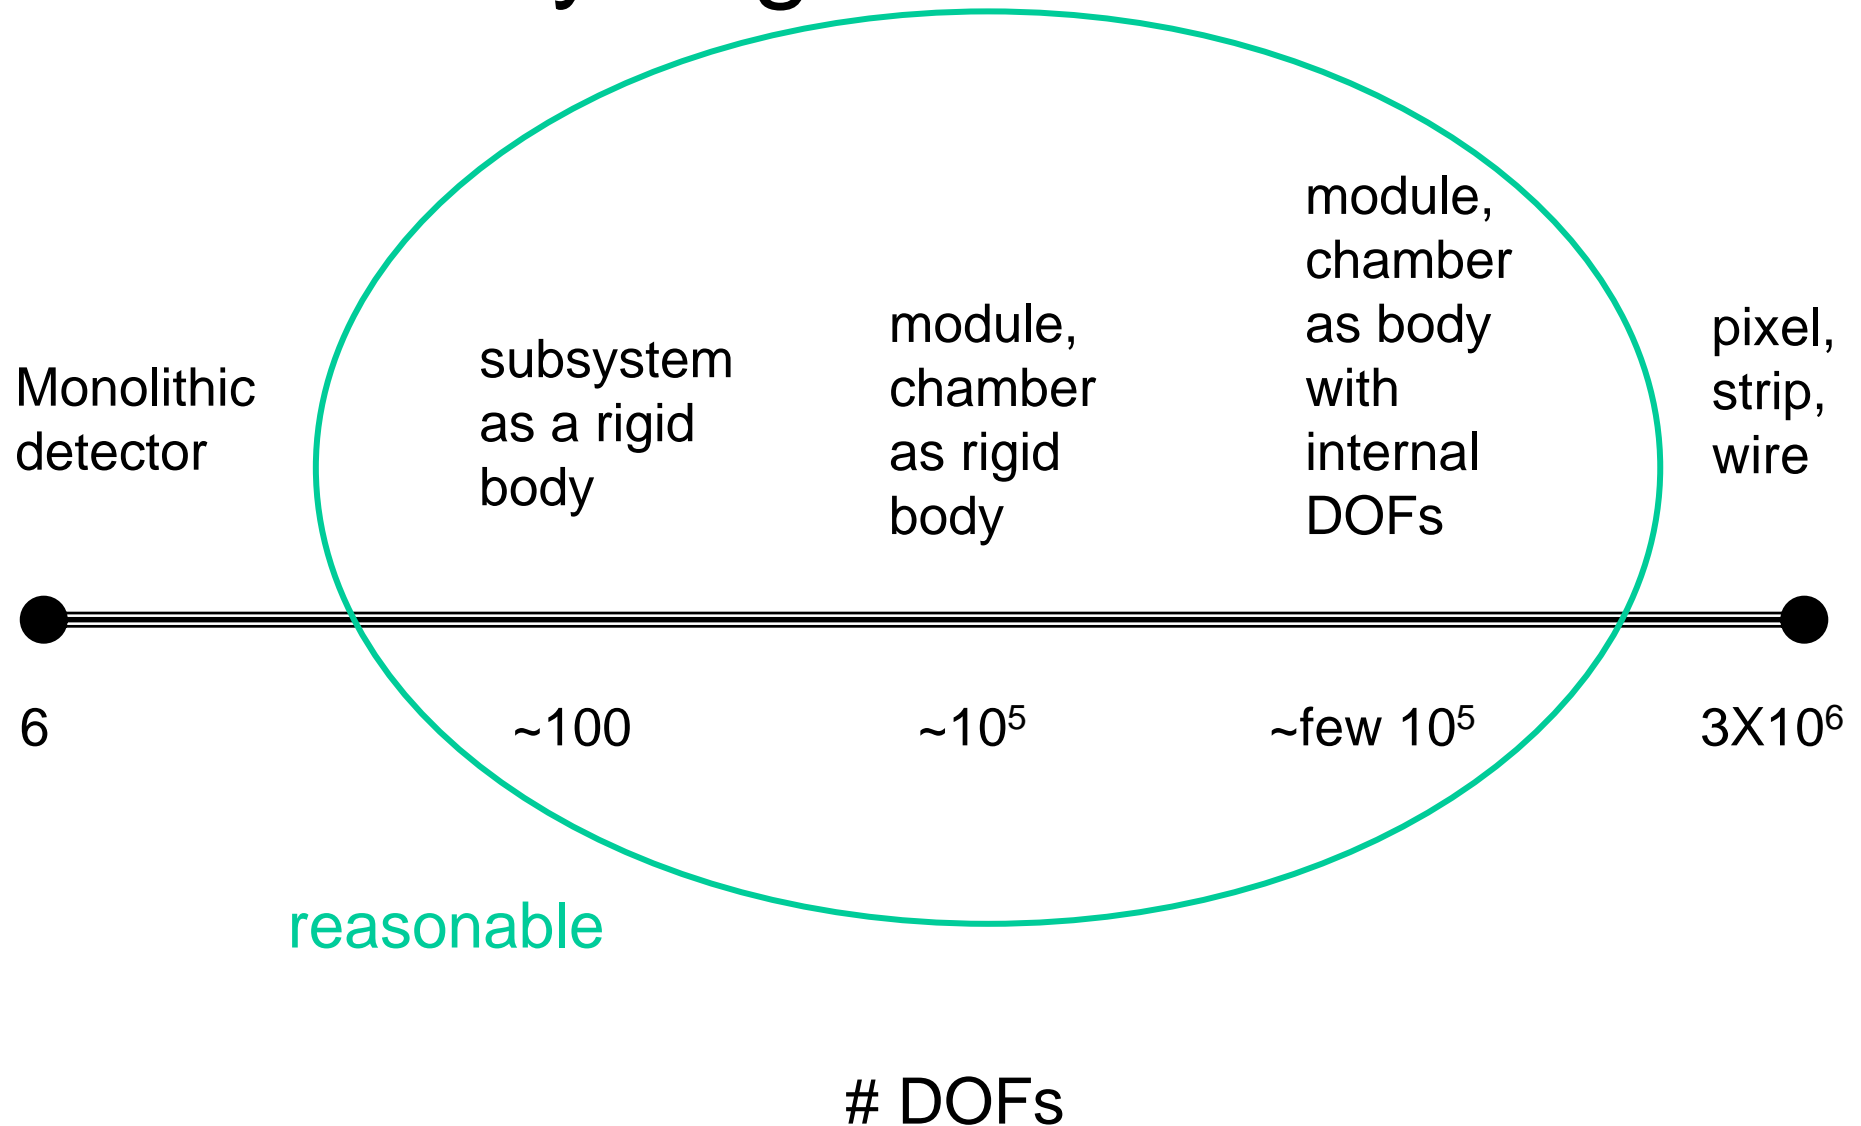 Monolithic
detector
subsystem
as a rigid
body
module,
chamber
as rigid
body
module,
chamber
as body
with
internal
DOFs
pixel,
strip,
wire
6
~100
~10⁵
~few 10⁵
3X10⁶
reasonable
# DOFs